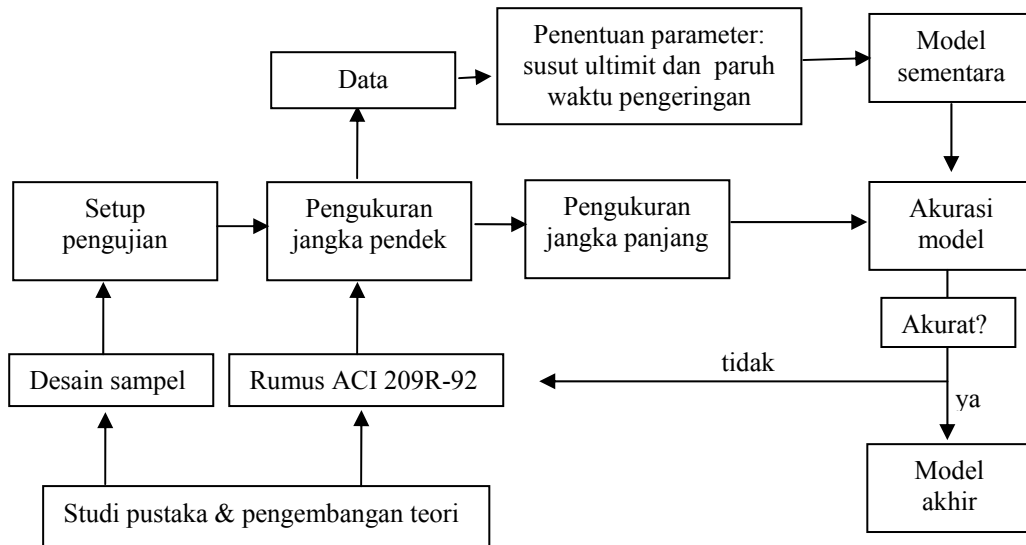 Penentuan parameter:
susut ultimit dan paruh
waktu pengeringan
Model
sementara
Data
Setup
pengujian
Pengukuran
jangka pendek
Pengukuran
jangka panjang
Akurasi
model
Akurat?
tidak
ya
Desain sampel
Rumus ACI 209R-92
Model
akhir
Studi pustaka & pengembangan teori